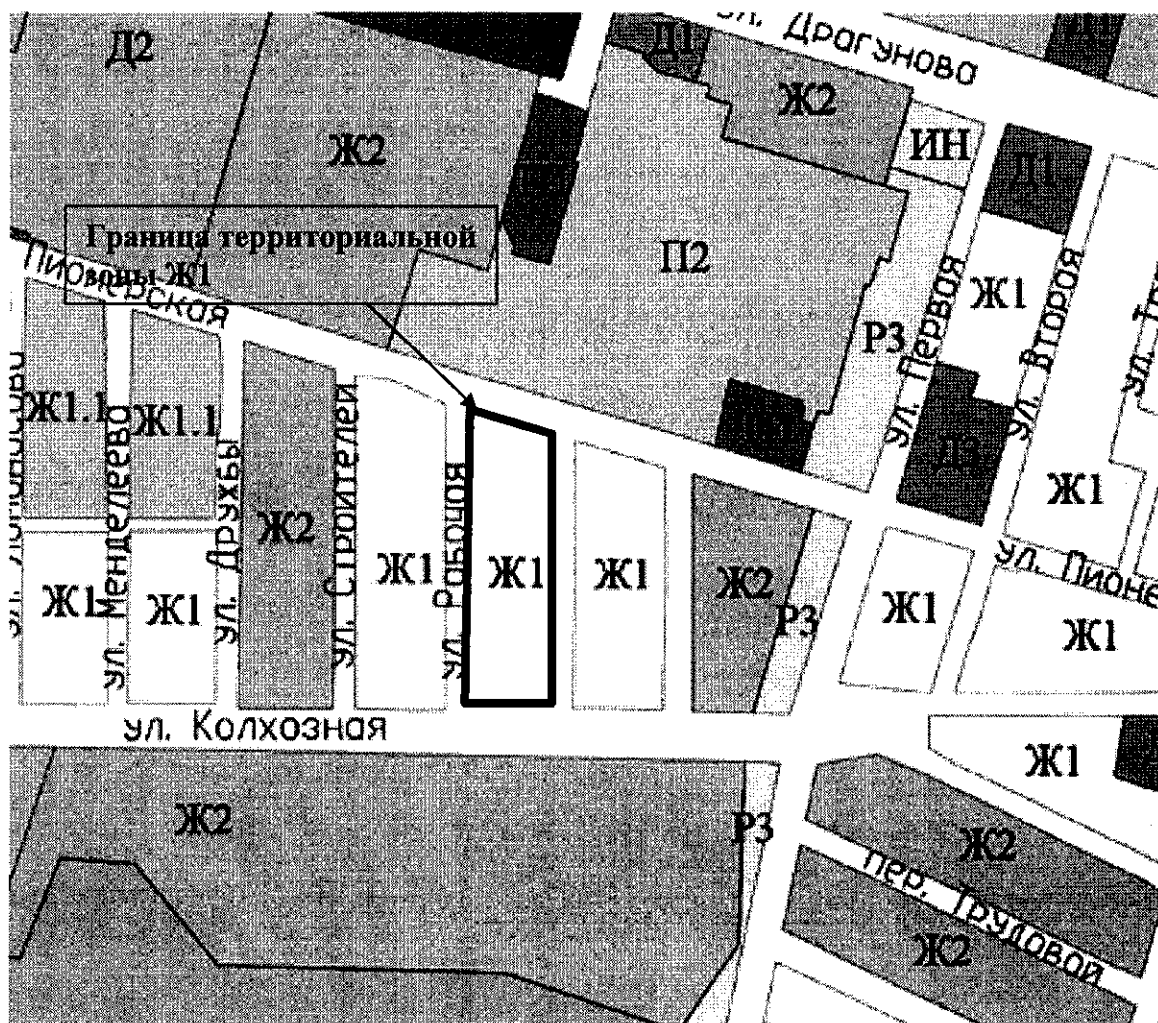 Д2
Ж2
Д1
ул. Драгунова
Д1
Ж2
ИН
Д1
Граница территориальной
зоны Ж1
П2
Ж1
Р3
ул. Первая
ул. Вторая
Пионерская
Ж1.1
Ж1.1
ул. Менделеева
ул. Дружбы
Ж2
ул. Строителей
Ж1
ул. Рабочая
Ж1
Ж1
Ж2
Р3
Д3
Ж1
ул. Пионе
Ж1
Ж1
Ж1
Ж1
ул. Колхозная
Ж1
Ж2
Р3
Ж2
пер. Трудовой
Ж2